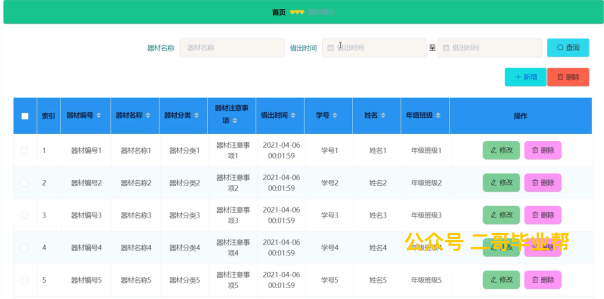 首页
器材名称 器材名称 借出时间 借出时间 至 借出时间 查询
+ 新增 删除
索引 器材编号 器材名称 器材分类 器材注意事项 借出时间 学号 姓名 年级班级 操作
1 器材编号1 器材名称1 器材分类1 器材注意事项1 2021-04-06 00:01:59 学号1 姓名1 年级班级1 修改 删除
2 器材编号2 器材名称2 器材分类2 器材注意事项2 2021-04-06 00:01:59 学号2 姓名2 年级班级2 修改 删除
3 器材编号3 器材名称3 器材分类3 器材注意事项3 2021-04-06 00:01:59 学号3 姓名3 年级班级3 修改 删除
4 器材编号4 器材名称4 器材分类4 器材注意事项4 2021-04-06 00:01:59 学号4 姓名4 年级班级4 修改 删除
公众号 二哥毕业帮
5 器材编号5 器材名称5 器材分类5 器材注意事项5 2021-04-06 00:01:59 学号5 姓名5 年级班级5 修改 删除